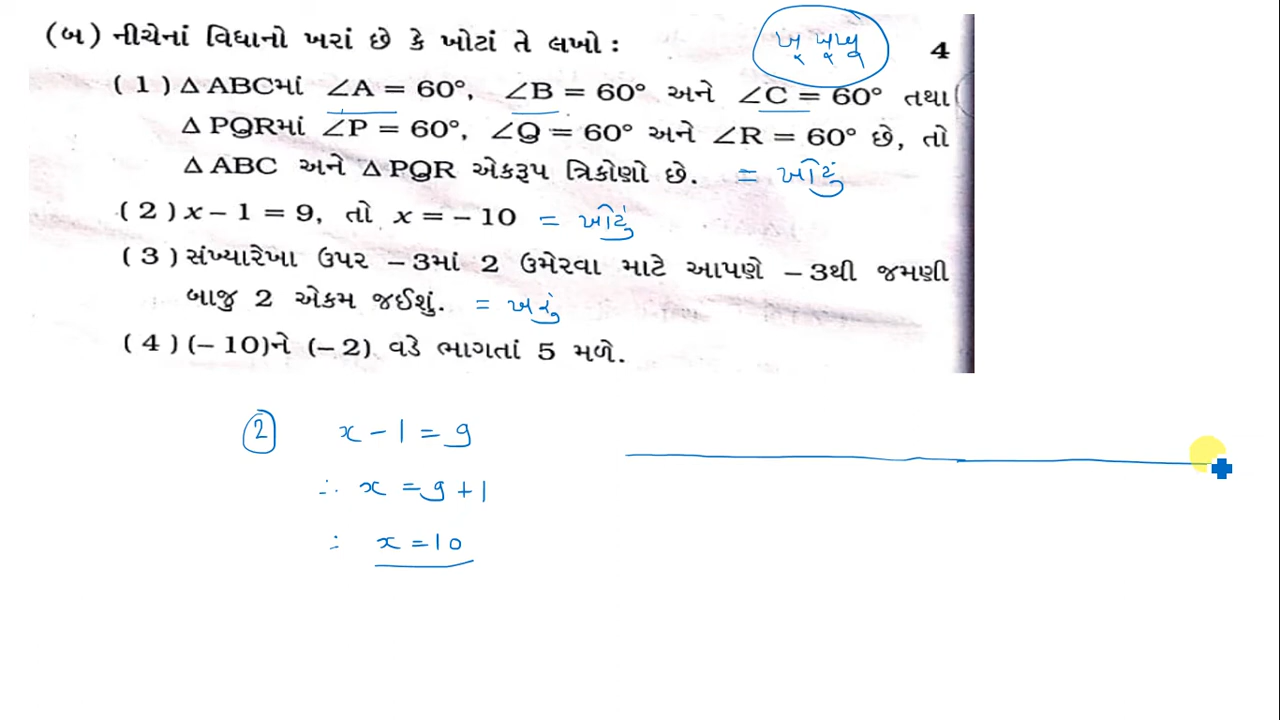 (બ) નીચેનાં વિધાનો ખરાં છે કે ખોટાં તે લખો : 4
(1) △ ABCમાં ∠A = 60°, ∠B = 60° અને ∠C = 60° તથા
△ PQRમાં ∠P = 60°, ∠Q = 60° અને ∠R = 60° છે, તો
△ ABC અને △ PQR એકરૂપ ત્રિકોણો છે. = ખોટું
(2) x – 1 = 9, તો x = – 10 = ખોટું
(3) સંખ્યારેખા ઉપર –3માં 2 ઉમેરવા માટે આપણે –3થી જમણી
બાજુ 2 એકમ જઈશું. = ખરું
(4) (– 10)ને (– 2) વડે ભાગતાં 5 મળે.
2 x – 1 = 9
∴ x = 9 + 1
∴ x = 10